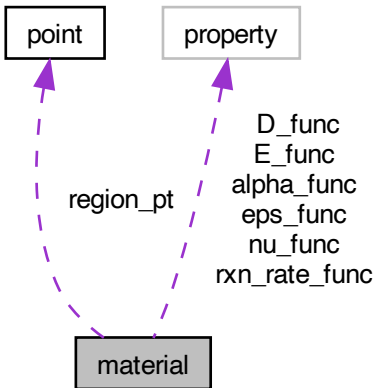 point
property
D_func
E_func
alpha_func
region_pt
eps_func
nu_func
rxn_rate_func
material